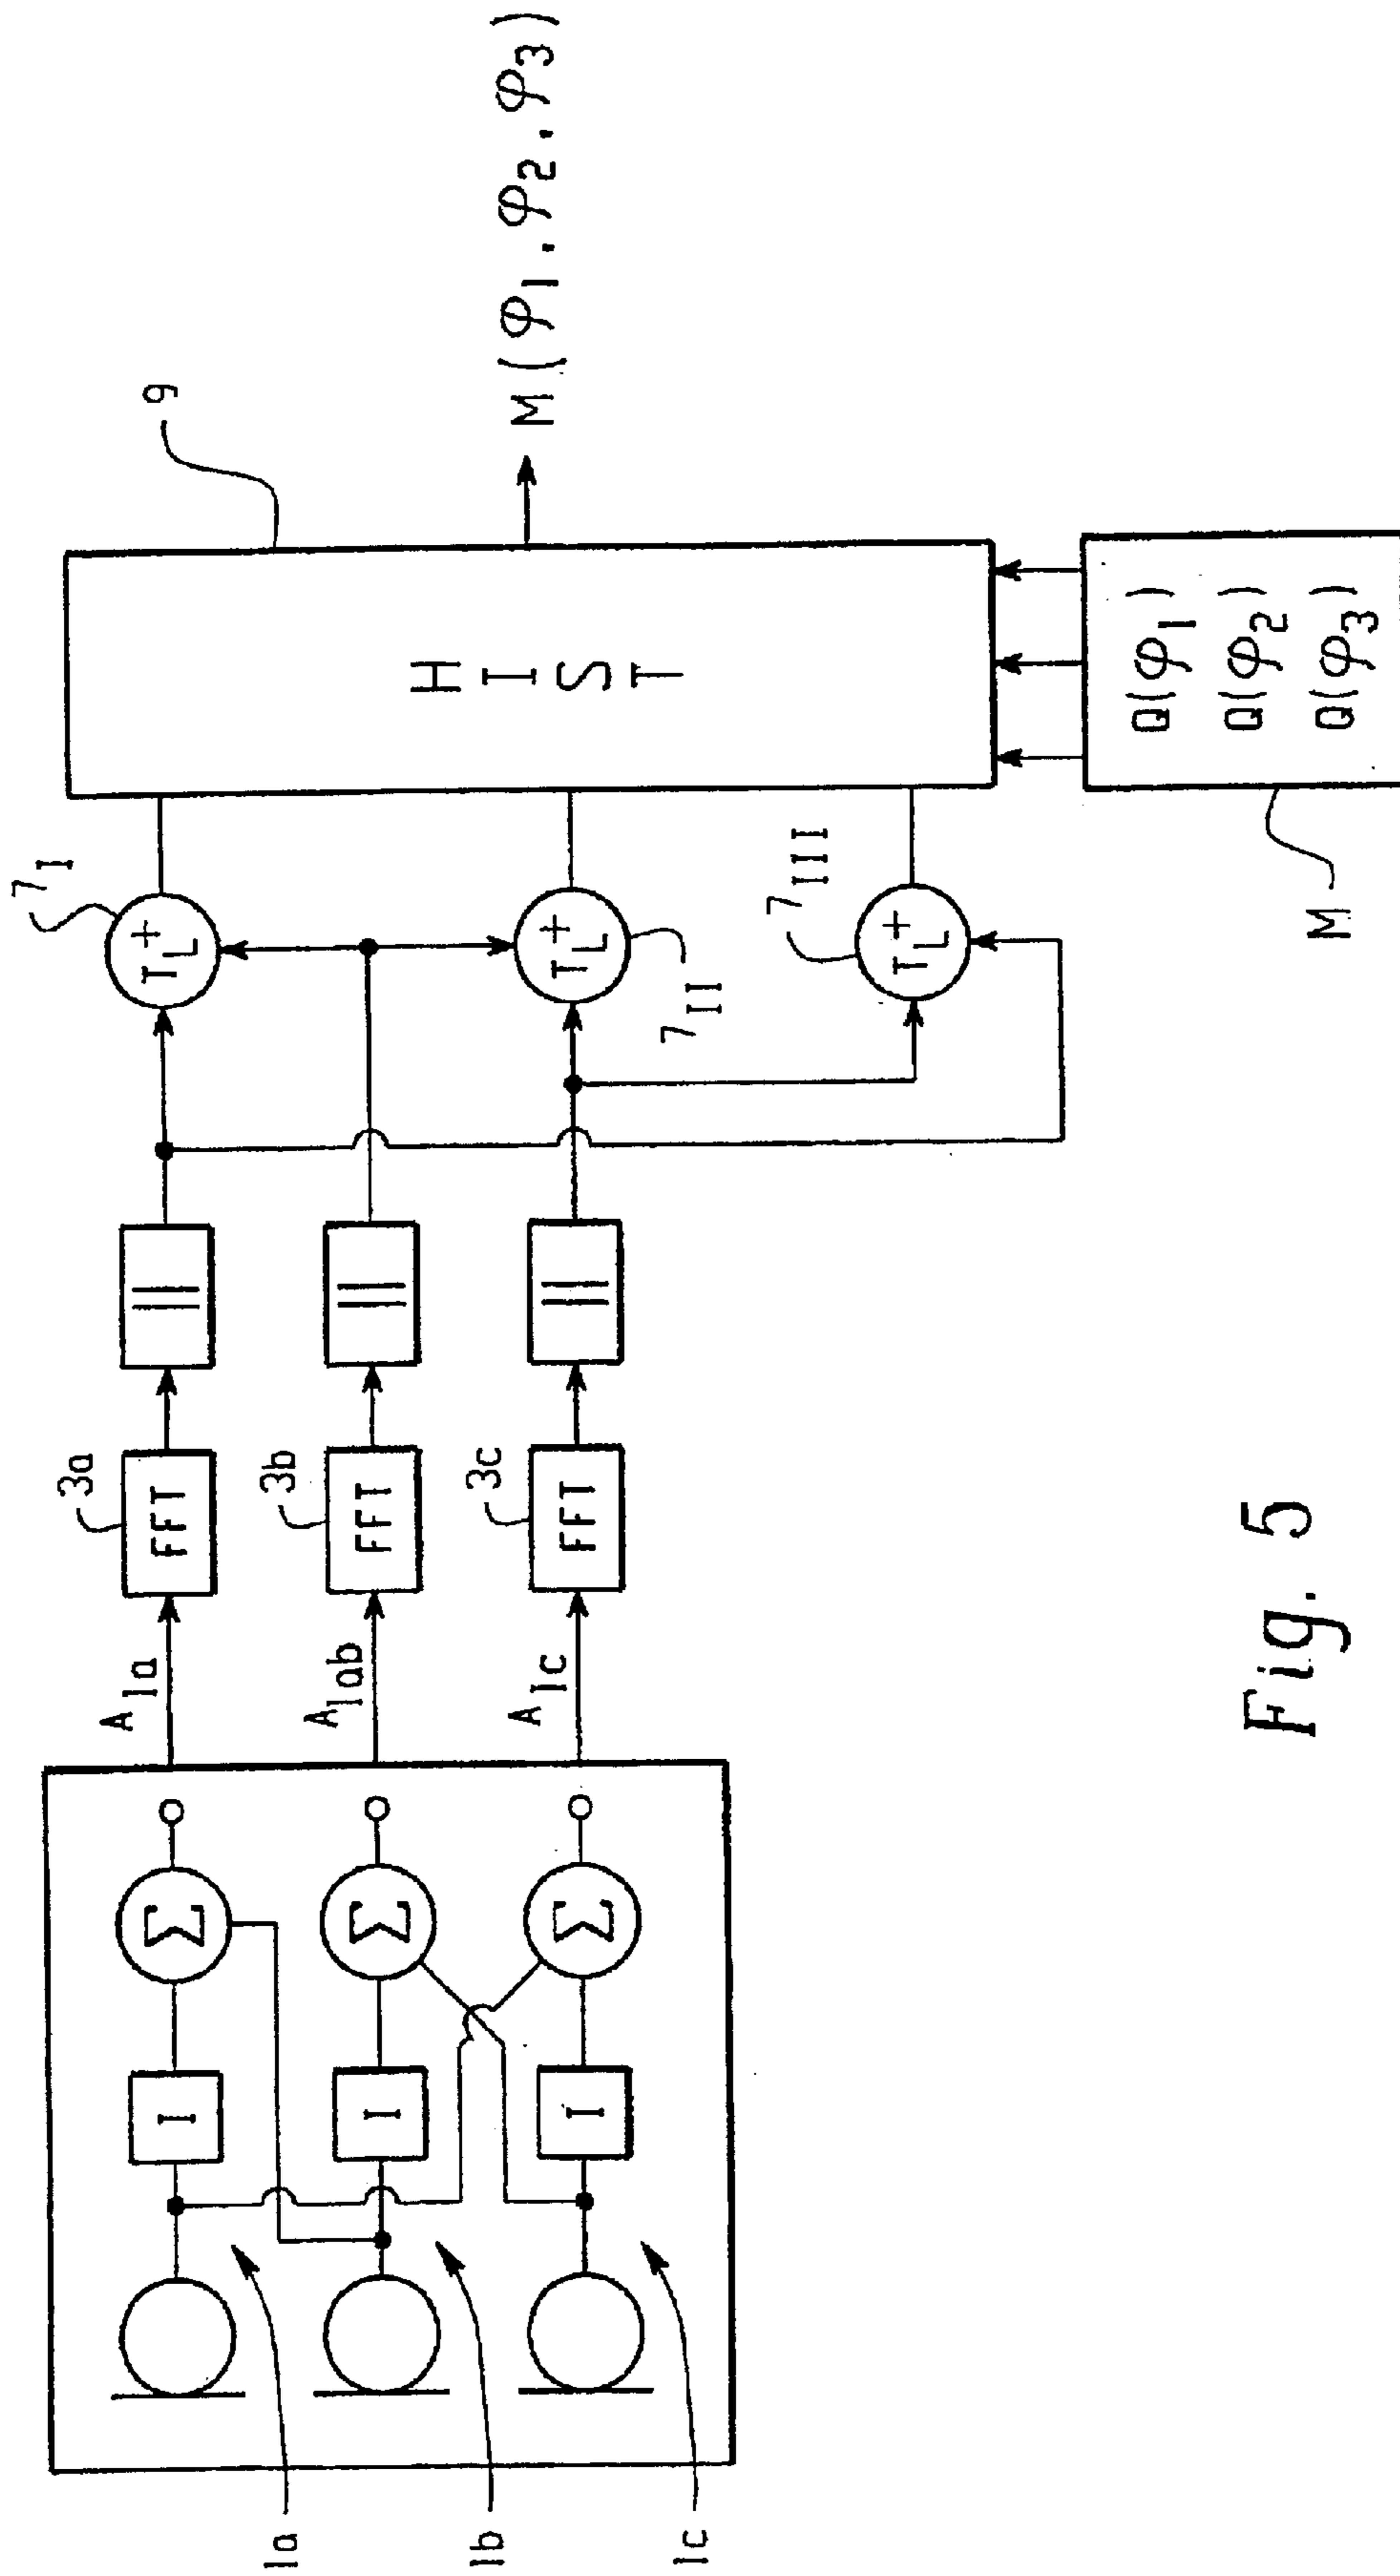 1a
1b
1c
I
I
I
Σ
Σ
Σ
A1a
A1ab
A1c
3a
FFT
3b
FFT
3c
FFT
||
||
||
7I
TL+
7II
TL+
7III
TL+
9
HIST
M(φ1.φ2.φ3)
Q(φ1)
Q(φ2)
Q(φ3)
M
Fig. 5